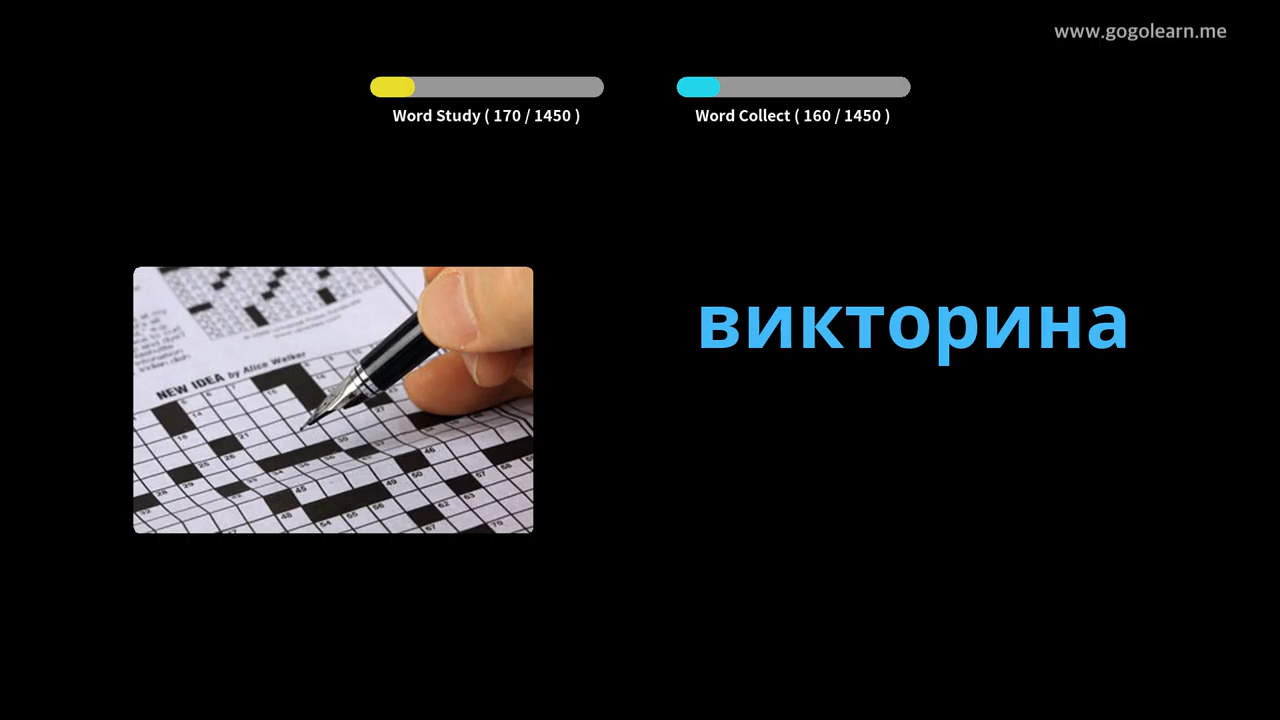 www.gogolearn.me
Word Study ( 170 / 1450 )
Word Collect ( 160 / 1450 )
викторина
NEW IDEA by Alice Walker